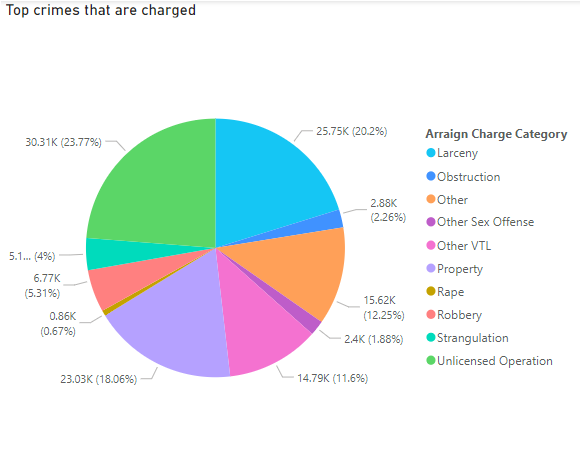 Top crimes that are charged
30.31K (23.77%)
25.75K (20.2%)
Arraign Charge Category
Larceny
Obstruction
Other
Other Sex Offense
Other VTL
Property
Rape
Robbery
Strangulation
Unlicensed Operation
2.88K
(2.26%)
5.1... (4%)
6.77K
(5.31%)
15.62K
(12.25%)
0.86K
(0.67%)
2.4K (1.88%)
23.03K (18.06%)
14.79K (11.6%)